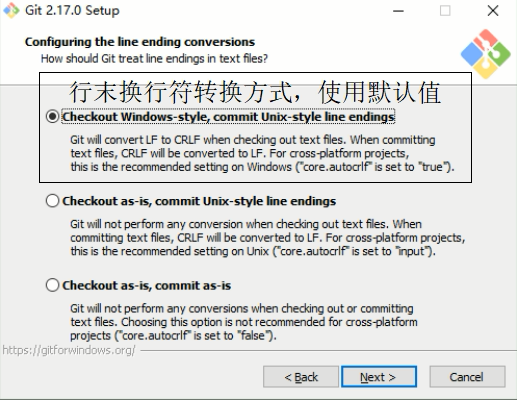 Git 2.17.0 Setup
Configuring the line ending conversions
How should Git treat line endings in text files?
行末换行符转换方式，使用默认值
Checkout Windows-style, commit Unix-style line endings
Git will convert LF to CRLF when checking out text files. When committing
text files, CRLF will be converted to LF. For cross-platform projects,
this is the recommended setting on Windows ("core.autocrlf" is set to "true").
Checkout as-is, commit Unix-style line endings
Git will not perform any conversion when checking out text files. When
committing text files, CRLF will be converted to LF. For cross-platform projects,
this is the recommended setting on Unix ("core.autocrlf" is set to "input").
Checkout as-is, commit as-is
Git will not perform any conversions when checking out or committing
text files. Choosing this option is not recommended for cross-platform
projects ("core.autocrlf" is set to "false").
https://gitforwindows.org/
< Back
Next >
Cancel